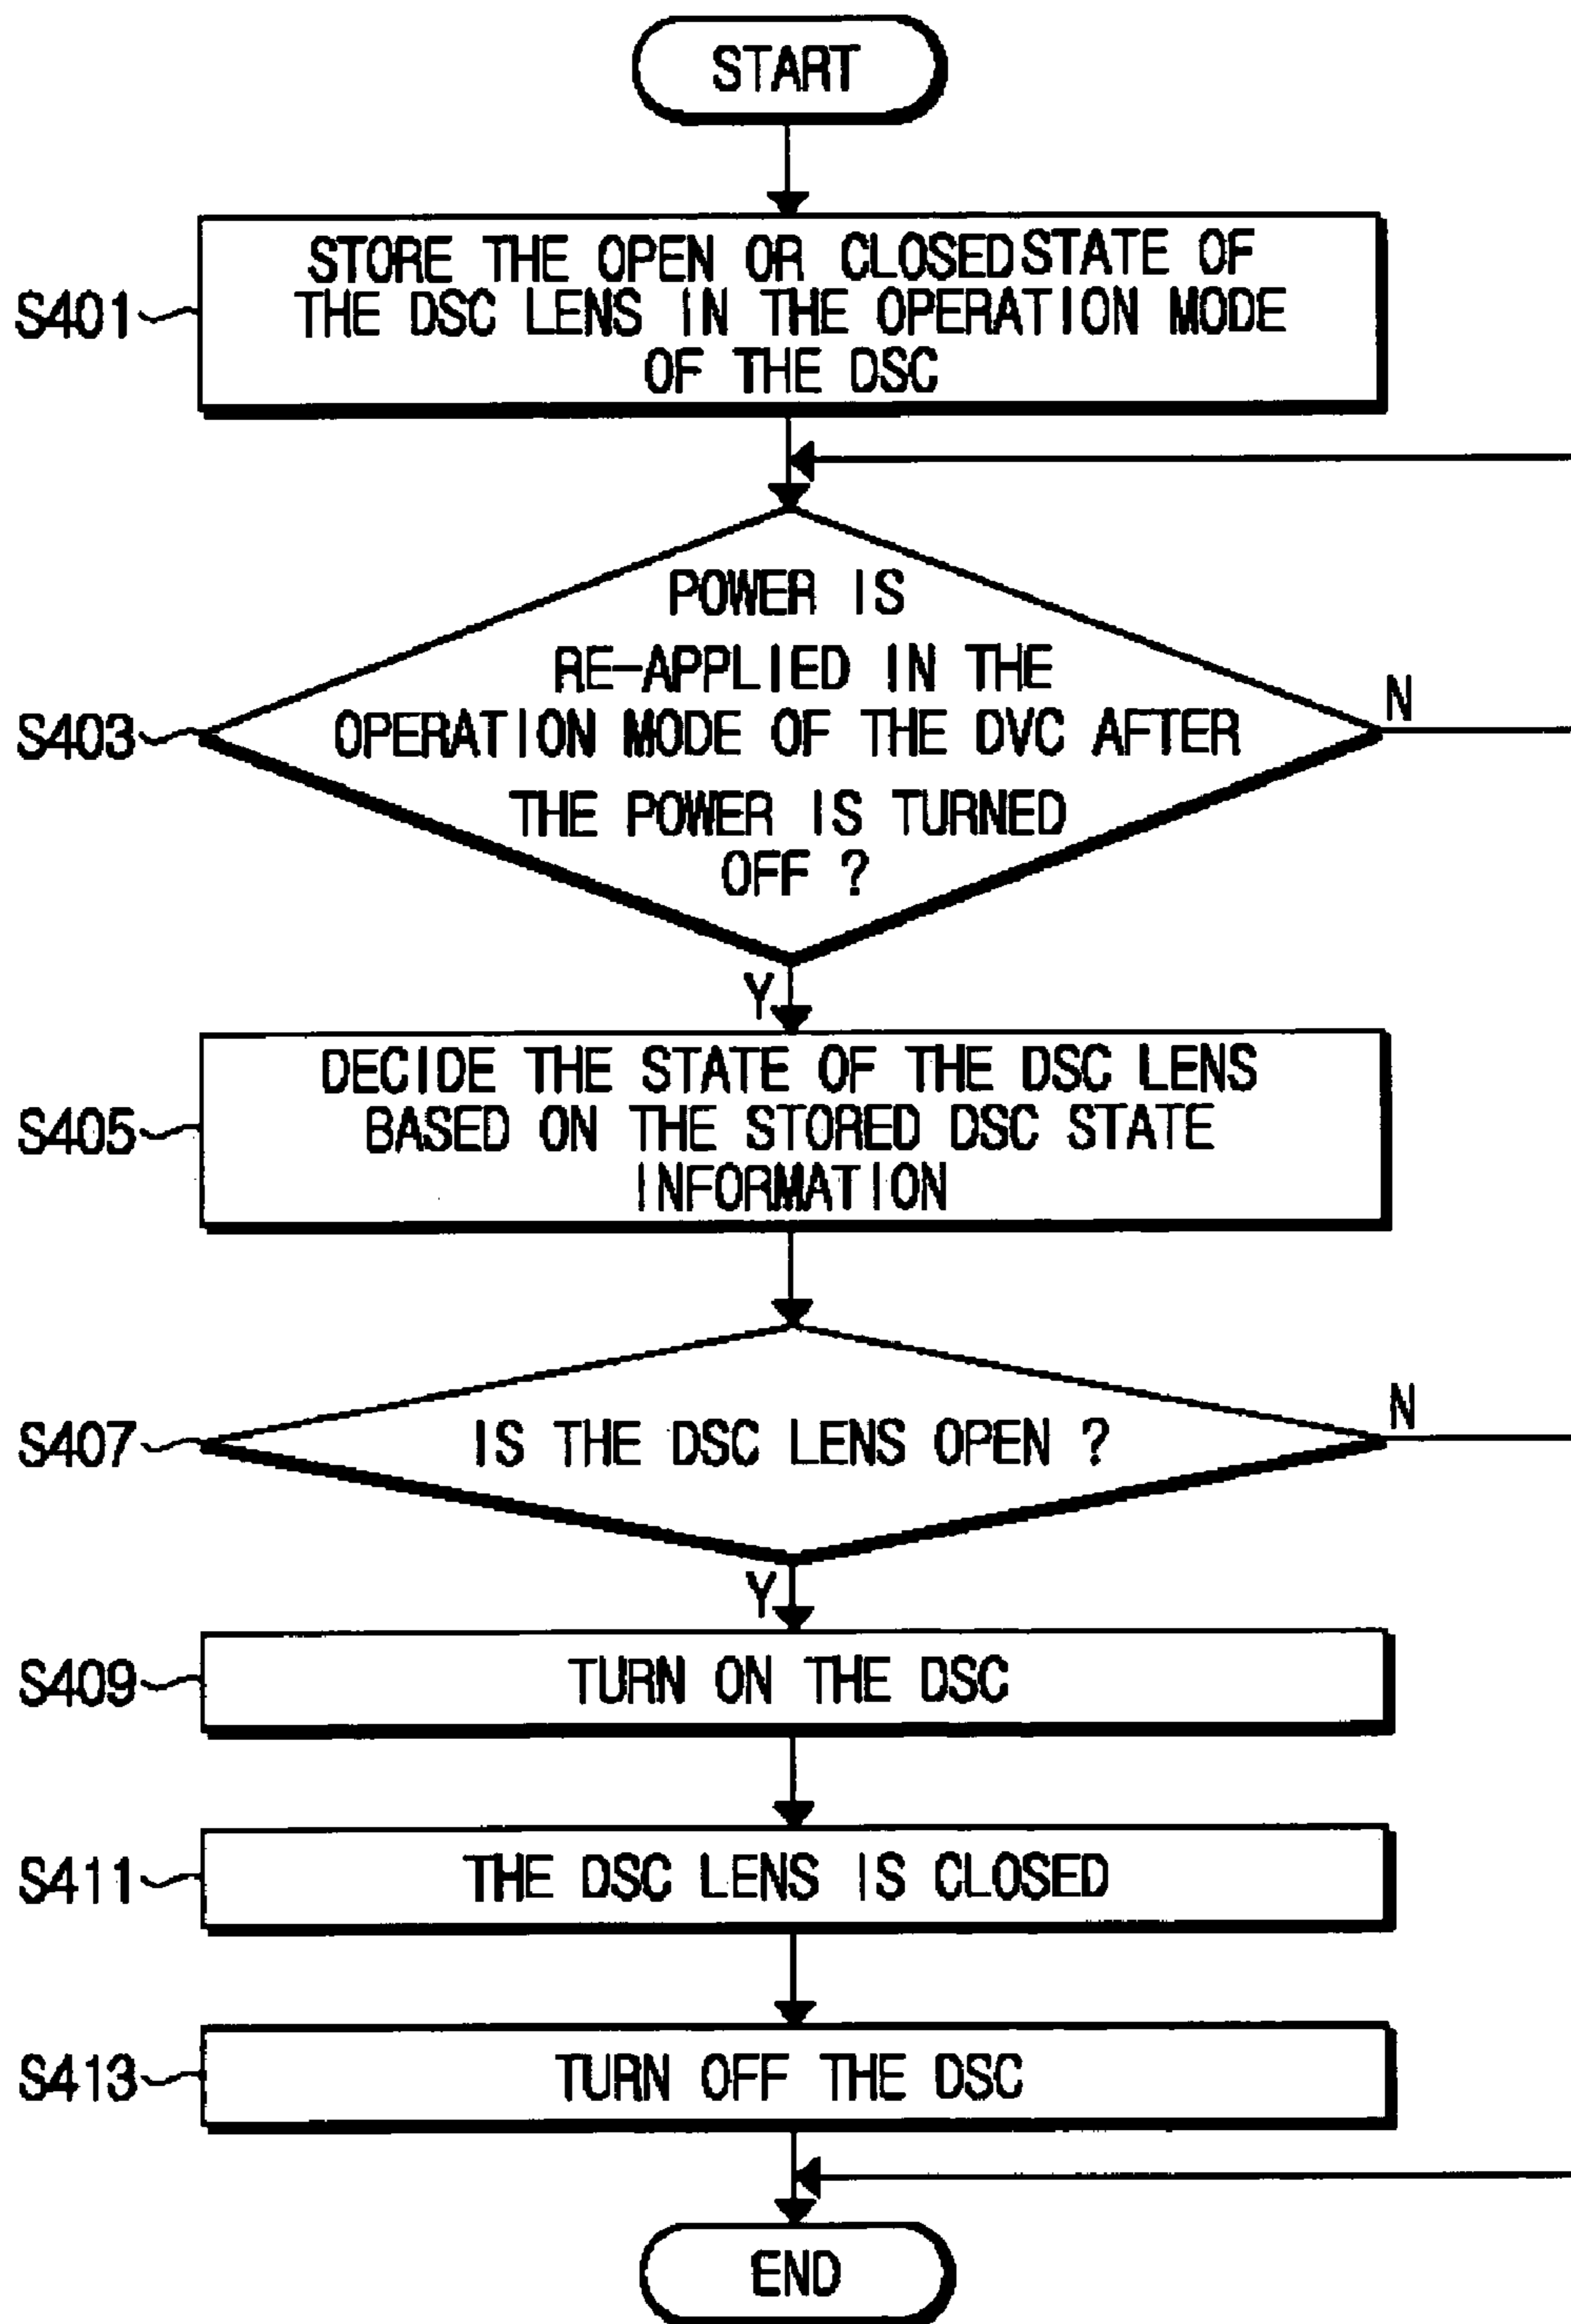 START
S401
STORE THE OPEN OR CLOSED STATE OF
THE DSC LENS IN THE OPERATION MODE
OF THE DSC
S403
POWER IS
RE-APPLIED IN THE
OPERATION MODE OF THE DVC AFTER
THE POWER IS TURNED
OFF ?
N
Y
S405
DECIDE THE STATE OF THE DSC LENS
BASED ON THE STORED DSC STATE
INFORMATION
S407
IS THE DSC LENS OPEN ?
N
Y
S409
TURN ON THE DSC
S411
THE DSC LENS IS CLOSED
S413
TURN OFF THE DSC
END